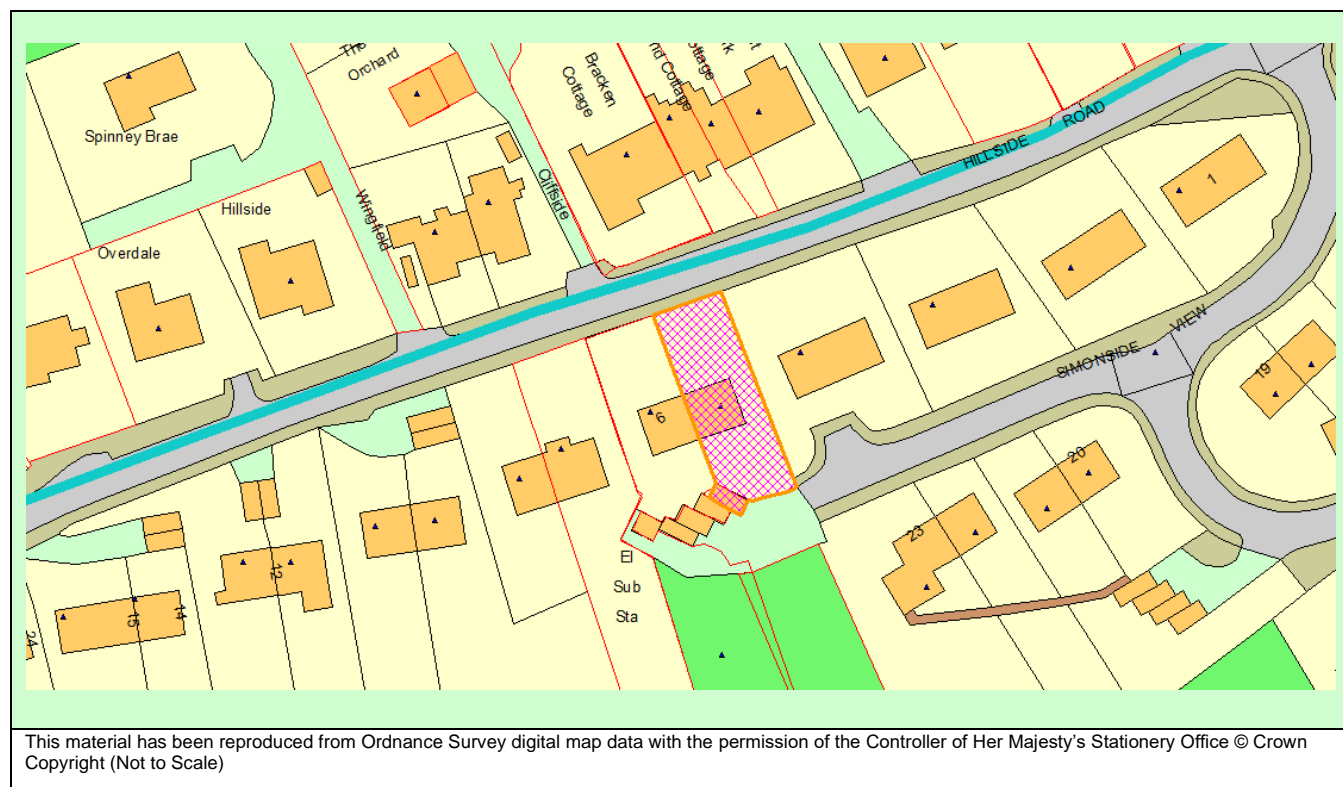 The
Orchard
Bracken
Cottage
Cottage
Spinney Brae
Cliffside
HILLSIDE ROAD
1
Hillside
Wingfield
Overdale
SIMONSIDE VIEW
19
6
20
23
El
Sub
Sta
12
14
15
24
This material has been reproduced from Ordnance Survey digital map data with the permission of the Controller of Her Majesty's Stationery Office © Crown
Copyright (Not to Scale)